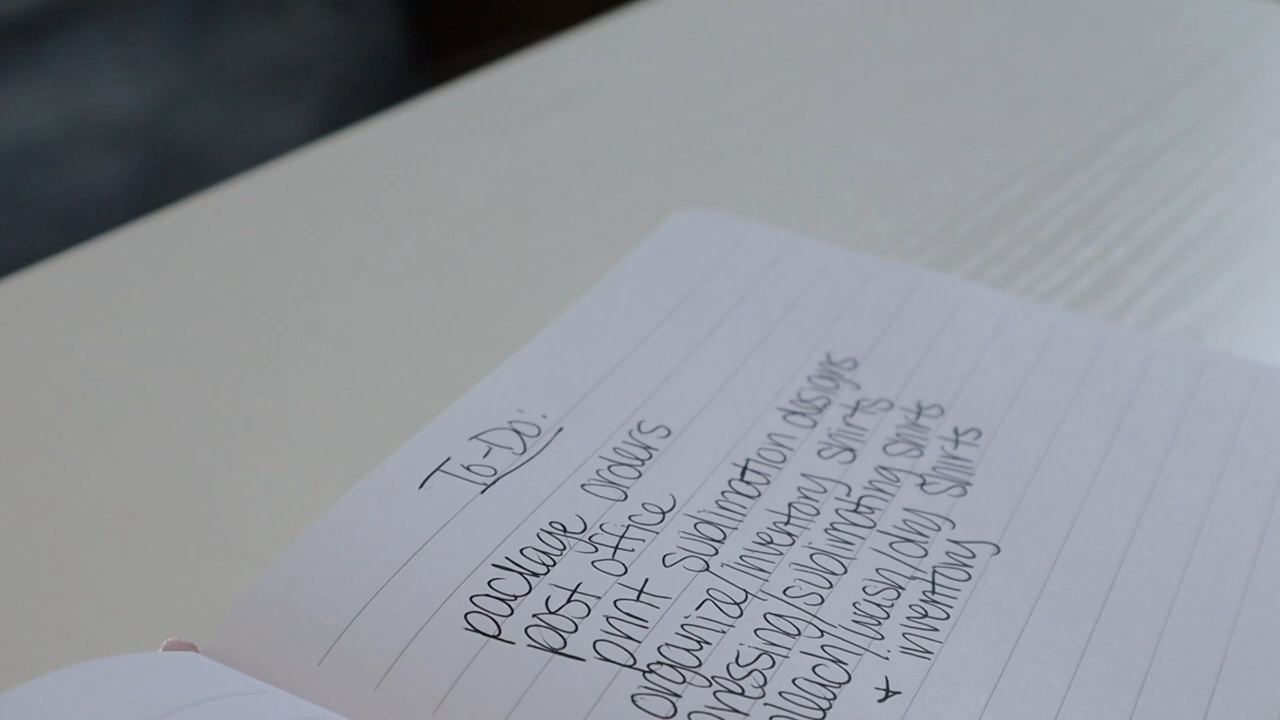 To-Do:
package orders
post office
print sublimation designs
organize/inventory shirts
pressing/sublimating shirts
bleach/wash/dry shirts
+ inventory